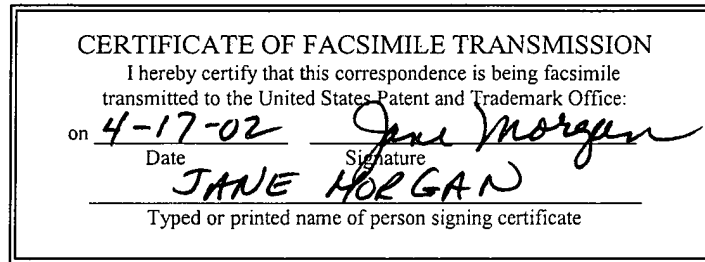 CERTIFICATE OF FACSIMILE TRANSMISSION
I hereby certify that this correspondence is being facsimile
transmitted to the United States Patent and Trademark Office:
on 4-17-02 Jane Morgan
Date Signature
JANE MORGAN
Typed or printed name of person signing certificate